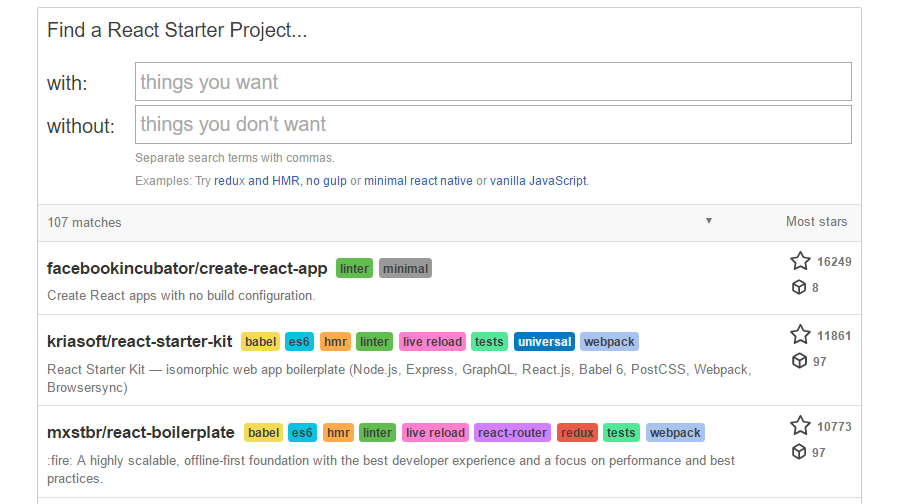 Find a React Starter Project...
with: things you want
without: things you don't want
Separate search terms with commas.
Examples: Try redux and HMR, no gulp or minimal react native or vanilla JavaScript.
107 matches ▼ Most stars
facebookincubator/create-react-app linter minimal 16249
Create React apps with no build configuration. 8
kriasoft/react-starter-kit babel es6 hmr linter live reload tests universal webpack 11861
React Starter Kit — isomorphic web app boilerplate (Node.js, Express, GraphQL, React.js, Babel 6, PostCSS, Webpack, 97
Browsersync)
mxstbr/react-boilerplate babel es6 hmr linter live reload react-router redux tests webpack 10773
:fire: A highly scalable, offline-first foundation with the best developer experience and a focus on performance and best 97
practices.